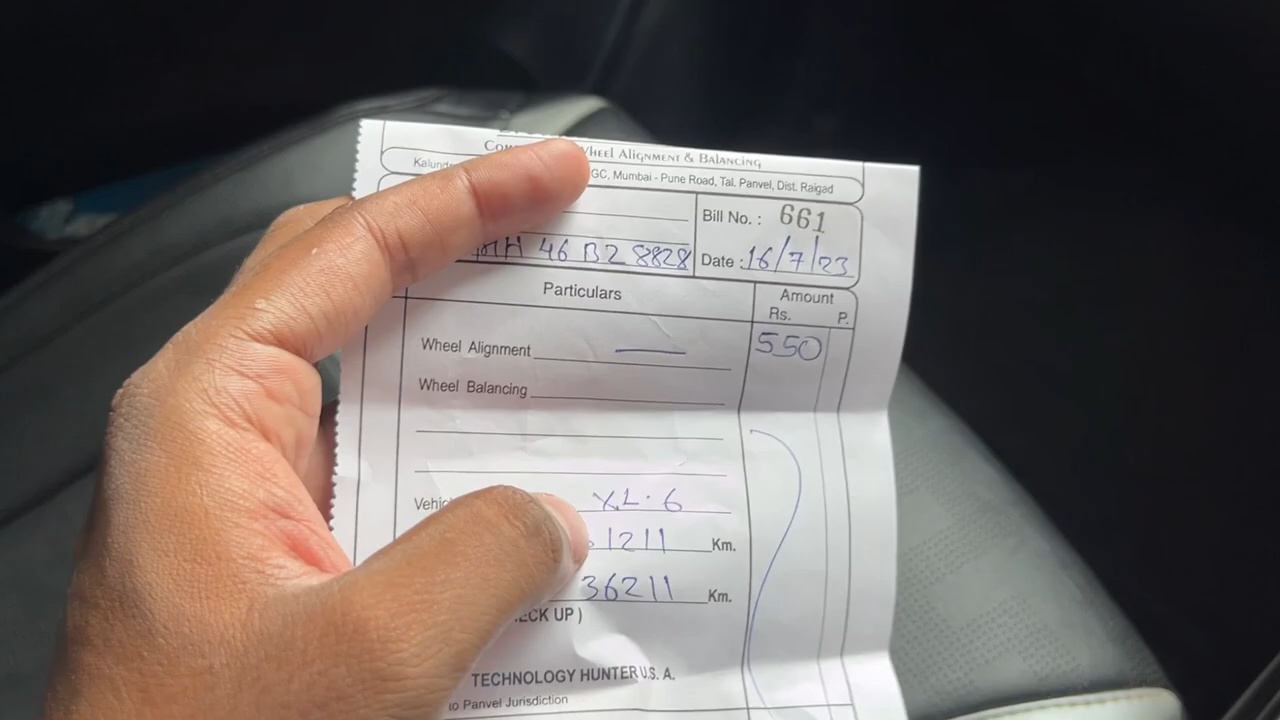 Wheel Alignment & Balancing
GC, Mumbai - Pune Road, Tal. Panvel, Dist. Raigad
Bill No.: 661
MH 46 BZ 8828
Date: 16/7/23
Particulars
Amount
Rs. P.
Wheel Alignment 550
Wheel Balancing
XL.6
1211 Km.
36211 Km.
ECK UP )
TECHNOLOGY HUNTER U.S. A.
to Panvel Jurisdiction